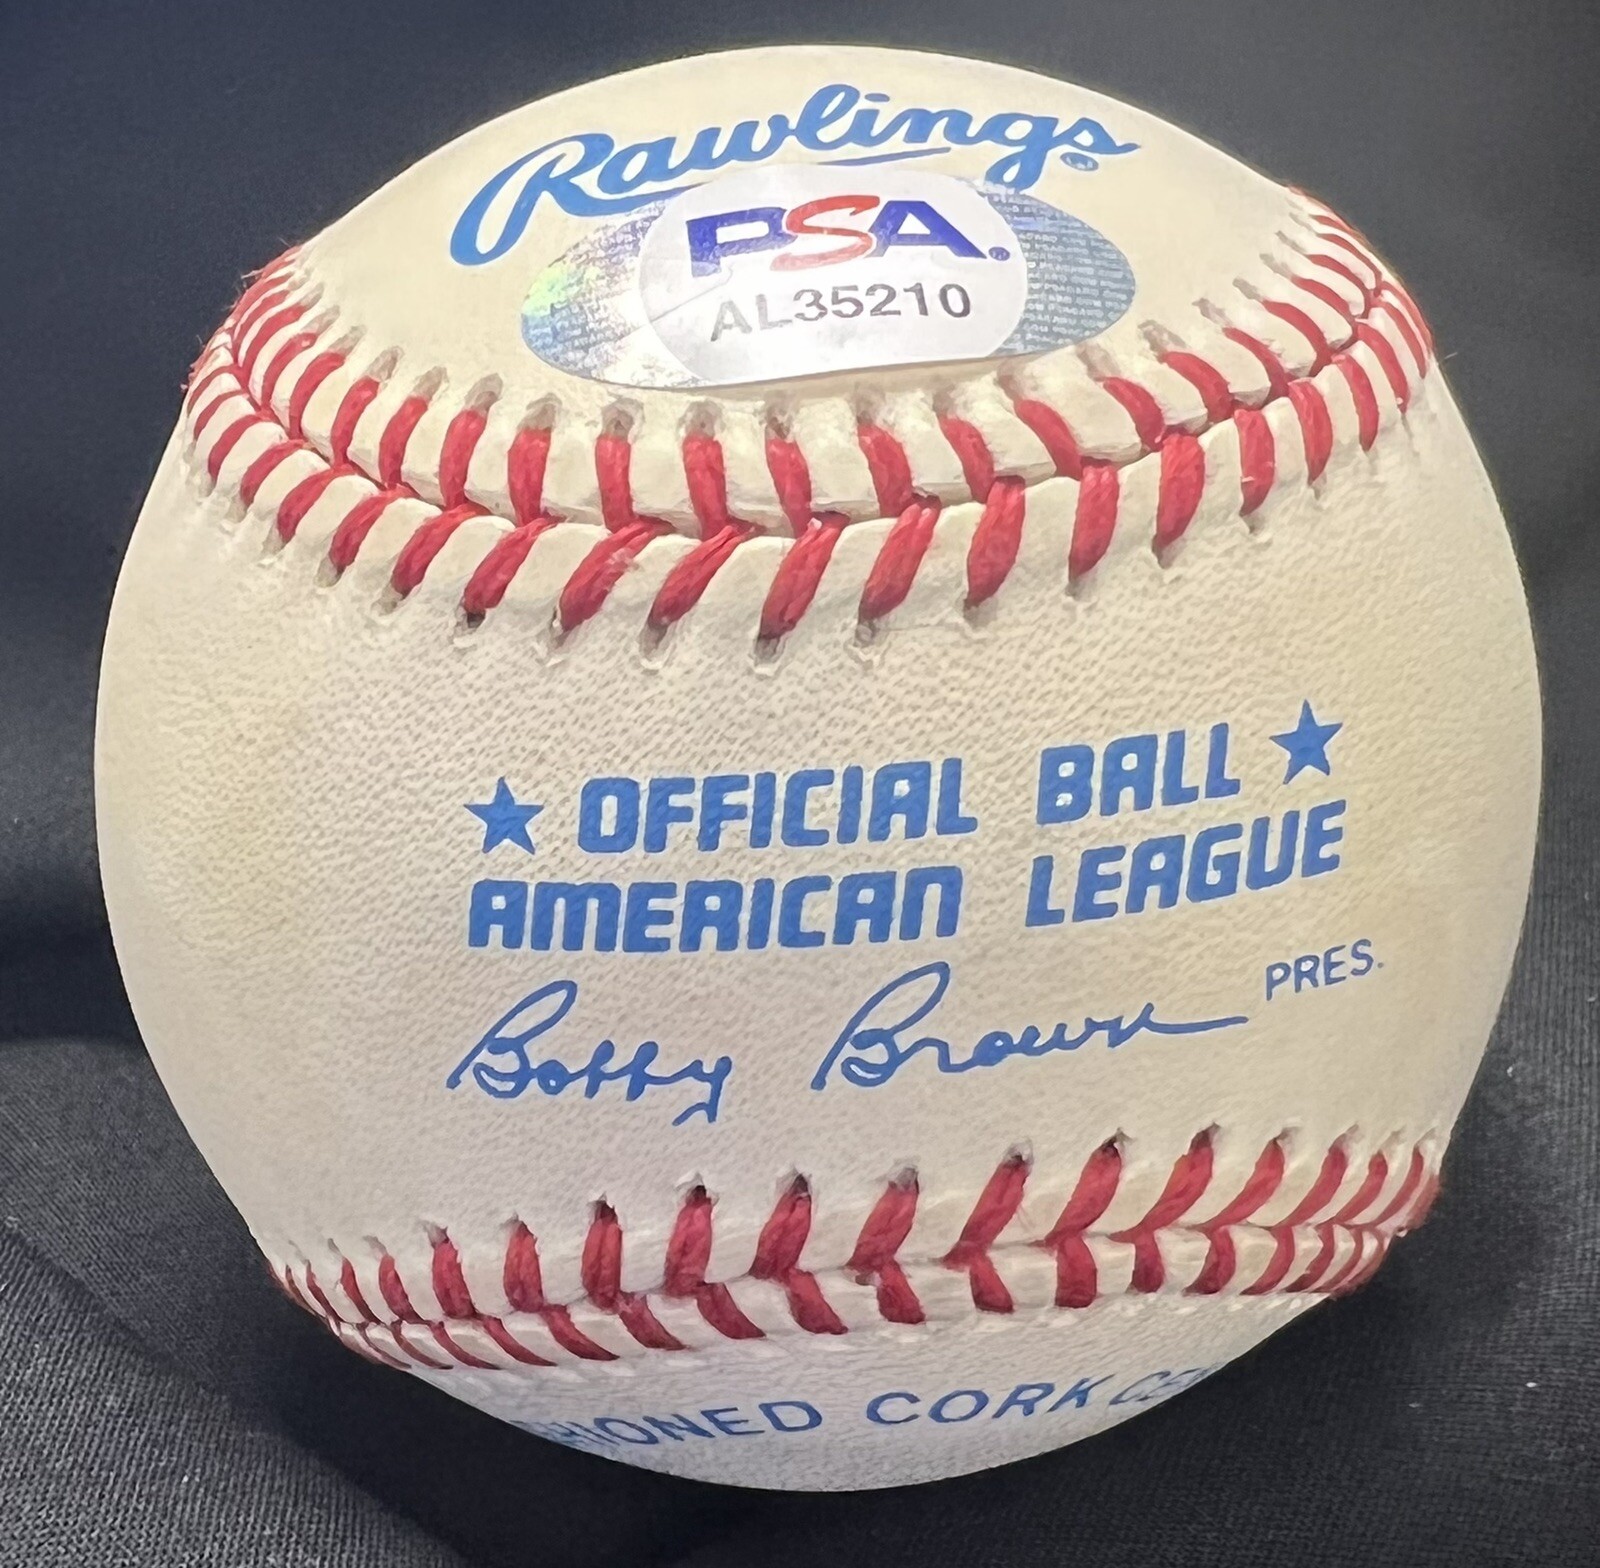 Rawlings
PSA
AL35210
★ OFFICIAL BALL ★
AMERICAN LEAGUE
Bobby Brown PRES.
CORK